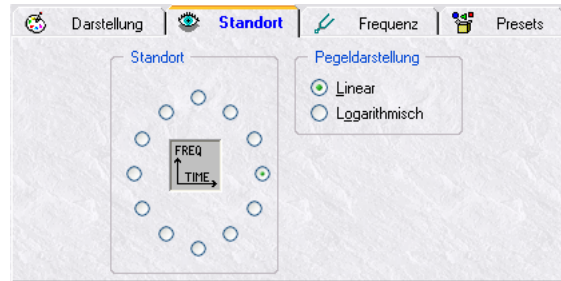 Darstellung Standort Frequenz Presets
Standort
FREQ
TIME
Pegeldarstellung
Linear
Logarithmisch